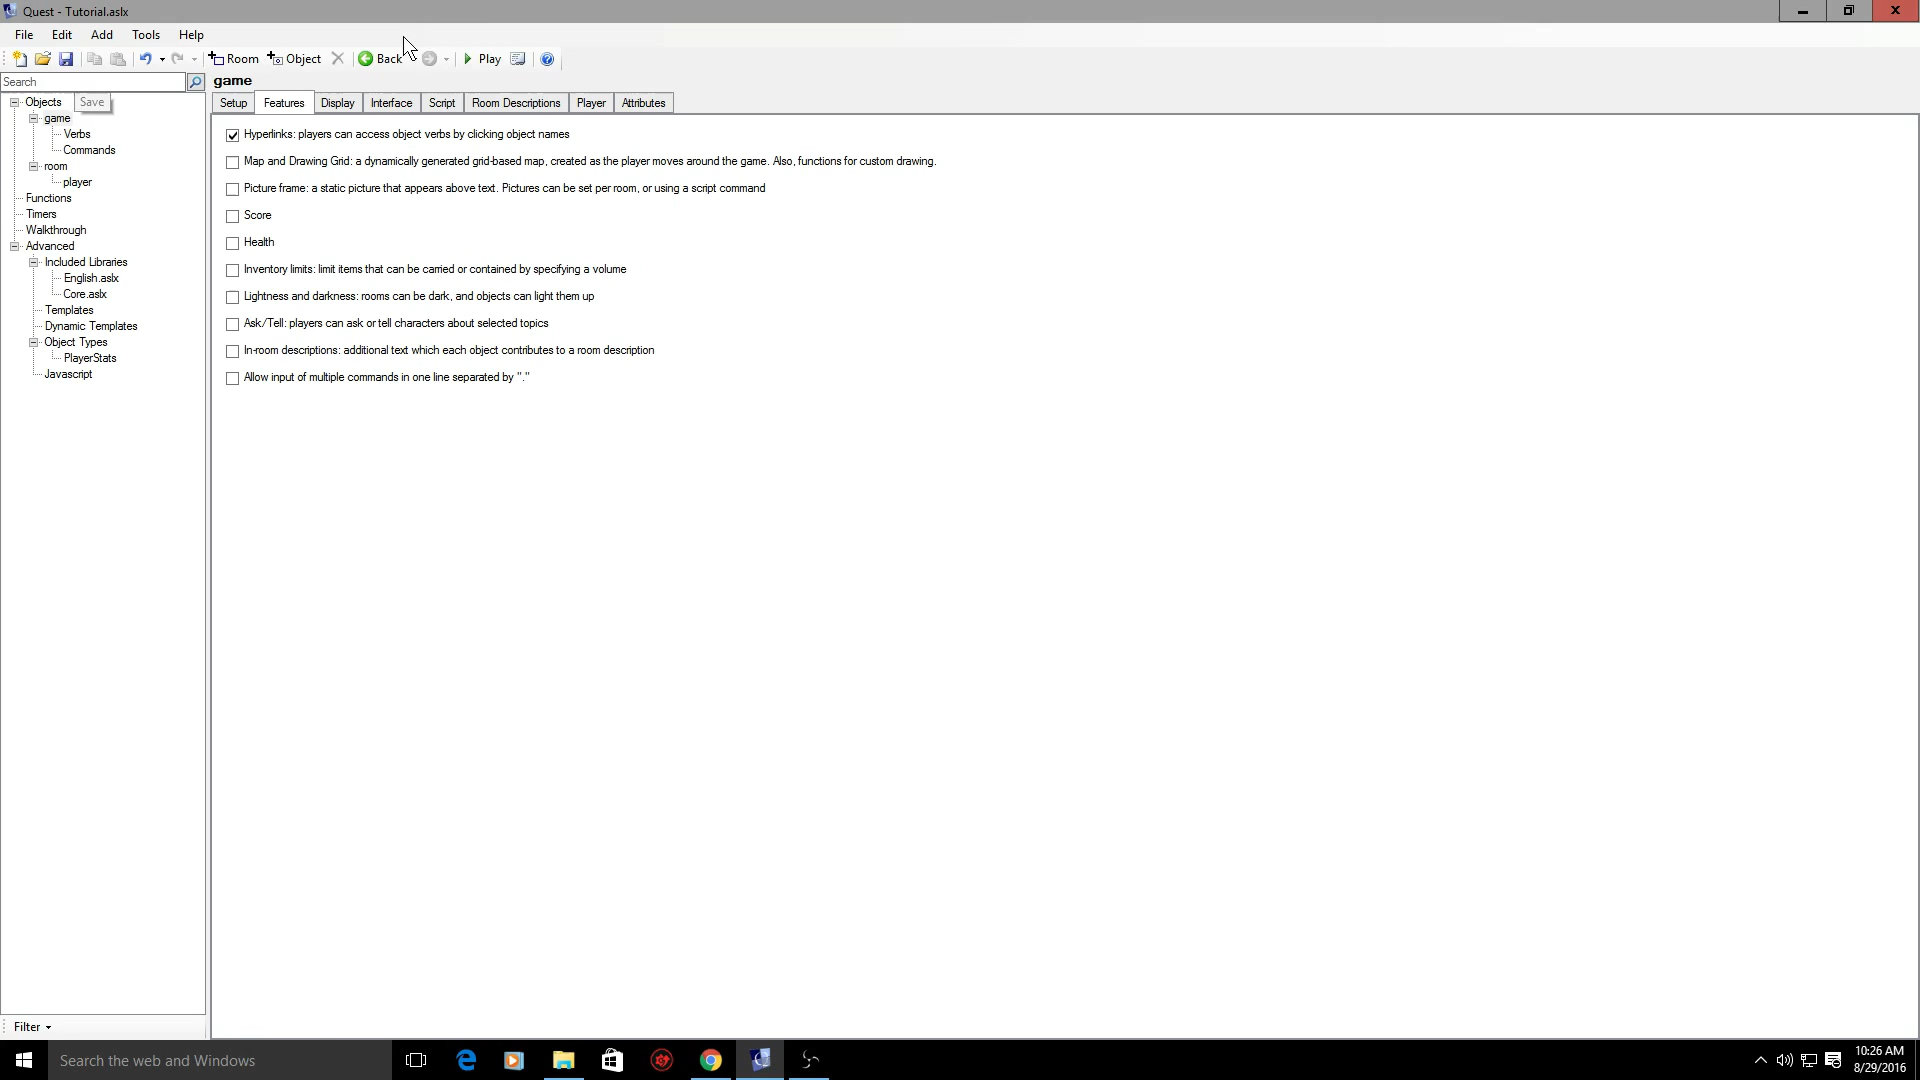 Quest - Tutorial.aslx
File Edit Add Tools Help
Room Object Back Play
Search
game
Objects Save
game
Verbs
Commands
room
player
Functions
Timers
Walkthrough
Advanced
Included Libraries
English.aslx
Core.aslx
Templates
Dynamic Templates
Object Types
PlayerStats
Javascript
Filter
Setup Features Display Interface Script Room Descriptions Player Attributes
Hyperlinks: players can access object verbs by clicking object names
Map and Drawing Grid: a dynamically generated grid-based map, created as the player moves around the game. Also, functions for custom drawing.
Picture frame: a static picture that appears above text. Pictures can be set per room, or using a script command
Score
Health
Inventory limits: limit items that can be carried or contained by specifying a volume
Lightness and darkness: rooms can be dark, and objects can light them up
Ask/Tell: players can ask or tell characters about selected topics
In-room descriptions: additional text which each object contributes to a room description
Allow input of multiple commands in one line separated by "."
Search the web and Windows
10:26 AM
8/29/2016